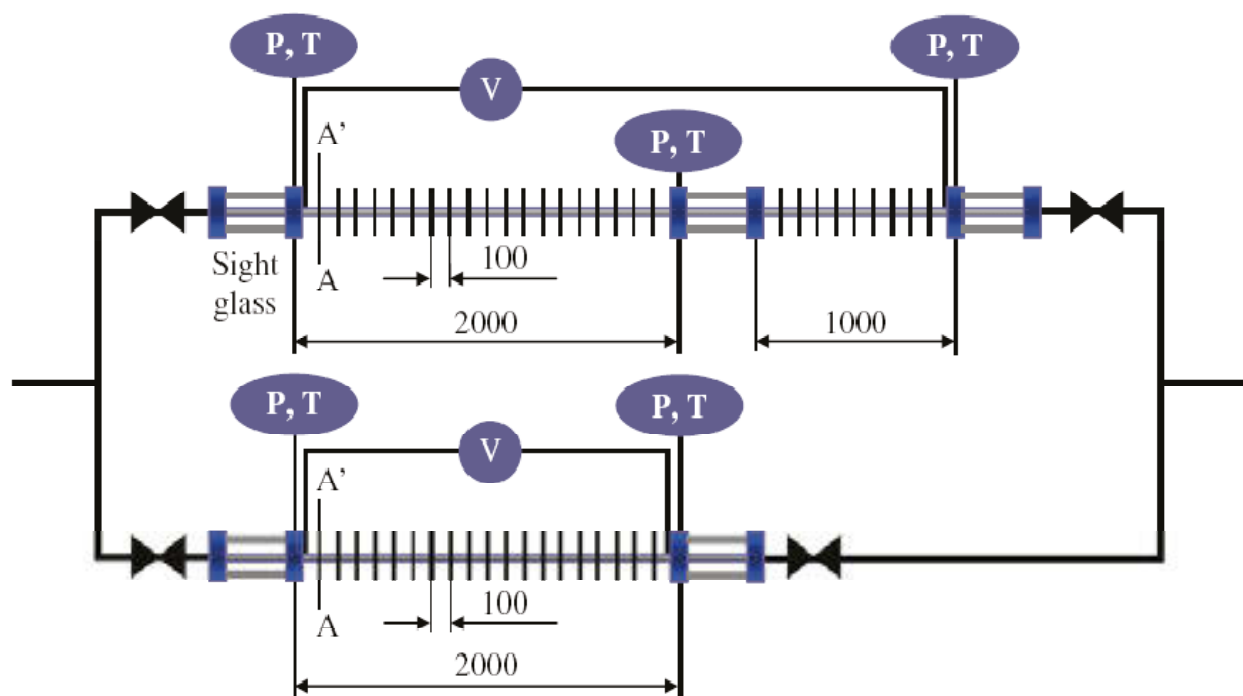 P, T
P, T
V
P, T
A’
A
Sight
glass
100
2000
1000
P, T
P, T
V
A’
A
100
2000